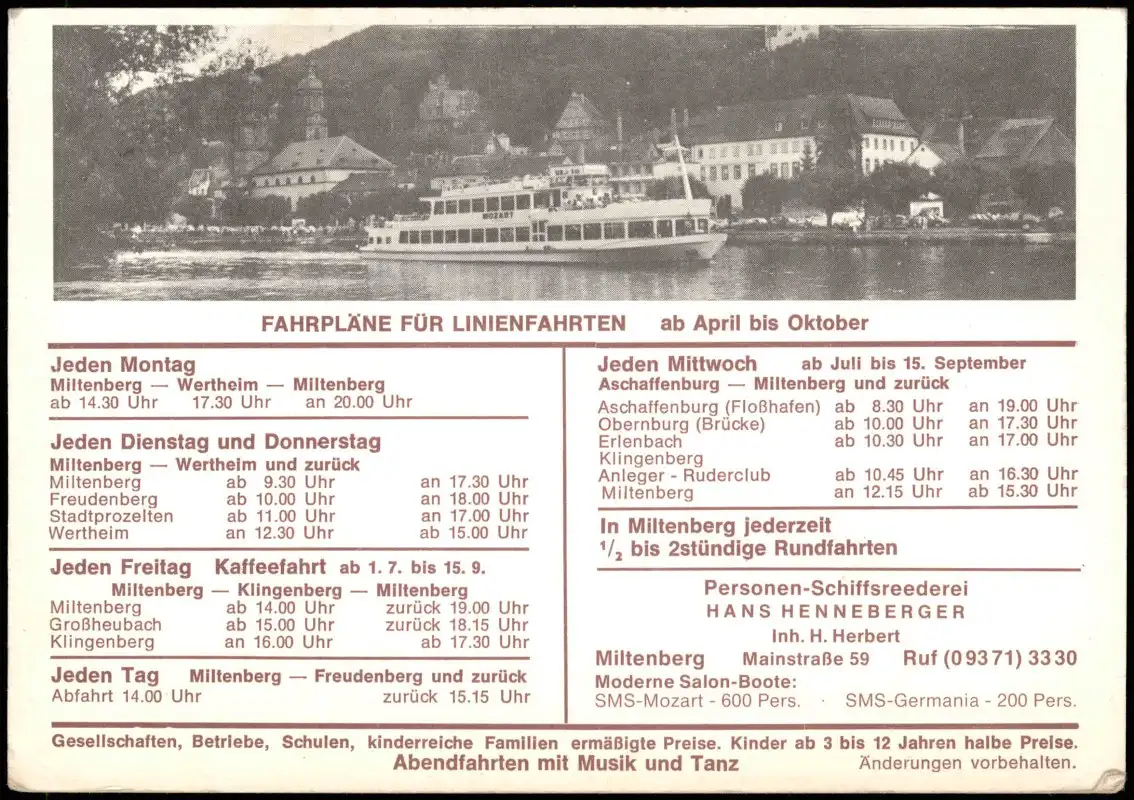 MOZART
FAHRPLÄNE FÜR LINIENFAHRTEN ab April bis Oktober
Jeden Montag
Miltenberg — Wertheim — Miltenberg
ab 14.30 Uhr 17.30 Uhr an 20.00 Uhr
Jeden Dienstag und Donnerstag
Miltenberg — Wertheim und zurück
Miltenberg ab 9.30 Uhr an 17.30 Uhr
Freudenberg ab 10.00 Uhr an 18.00 Uhr
Stadtprozelten ab 11.00 Uhr an 17.00 Uhr
Wertheim an 12.30 Uhr ab 15.00 Uhr
Jeden Freitag Kaffeefahrt ab 1. 7. bis 15. 9.
Miltenberg — Klingenberg — Miltenberg
Miltenberg ab 14.00 Uhr zurück 19.00 Uhr
Großheubach ab 15.00 Uhr zurück 18.15 Uhr
Klingenberg an 16.00 Uhr ab 17.30 Uhr
Jeden Tag Miltenberg — Freudenberg und zurück
Abfahrt 14.00 Uhr zurück 15.15 Uhr
Jeden Mittwoch ab Juli bis 15. September
Aschaffenburg — Miltenberg und zurück
Aschaffenburg (Floßhafen) ab 8.30 Uhr an 19.00 Uhr
Obernburg (Brücke) ab 10.00 Uhr an 17.30 Uhr
Erlenbach ab 10.30 Uhr an 17.00 Uhr
Klingenberg
Anleger - Ruderclub ab 10.45 Uhr an 16.30 Uhr
Miltenberg an 12.15 Uhr ab 15.30 Uhr
In Miltenberg jederzeit
1/2 bis 2stündige Rundfahrten
Personen-Schiffsreederei
HANS HENNEBERGER
Inh. H. Herbert
Miltenberg Mainstraße 59 Ruf (0 93 71) 33 30
Moderne Salon-Boote:
SMS-Mozart - 600 Pers. · SMS-Germania - 200 Pers.
Gesellschaften, Betriebe, Schulen, kinderreiche Familien ermäßigte Preise. Kinder ab 3 bis 12 Jahren halbe Preise.
Abendfahrten mit Musik und Tanz Änderungen vorbehalten.